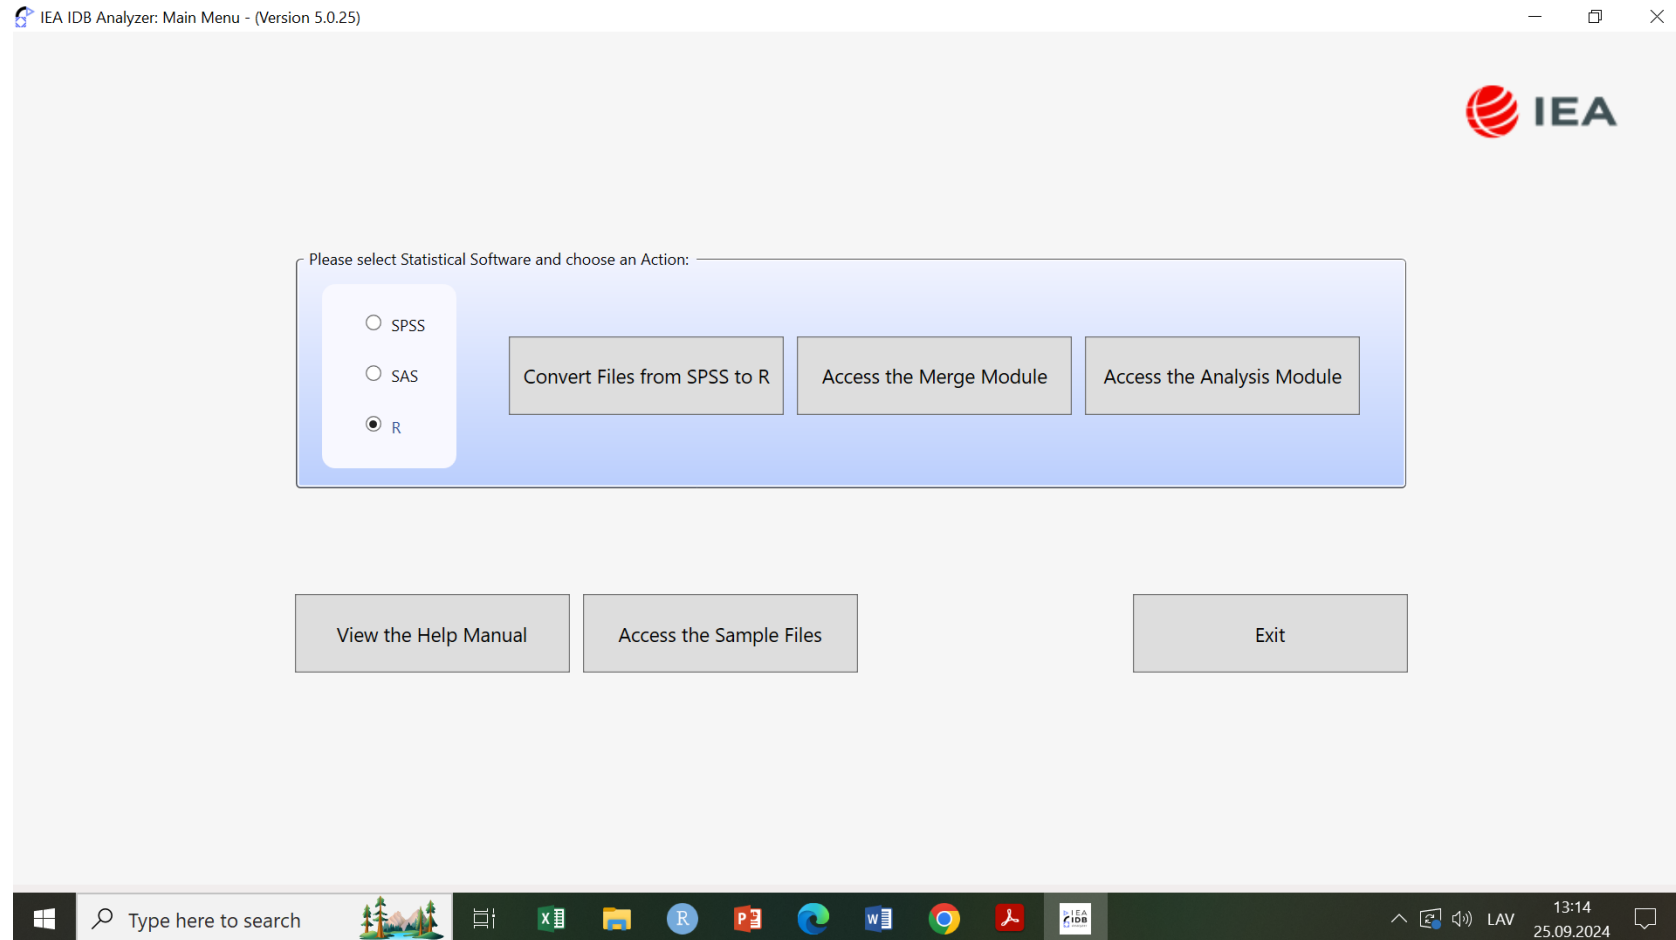 IEA IDB Analyzer: Main Menu - (Version 5.0.25)
IEA
Please select Statistical Software and choose an Action:
SPSS
SAS
R
Convert Files from SPSS to R
Access the Merge Module
Access the Analysis Module
View the Help Manual
Access the Sample Files
Exit
Type here to search
R
IEA
IDB
LAV
13:14
25.09.2024